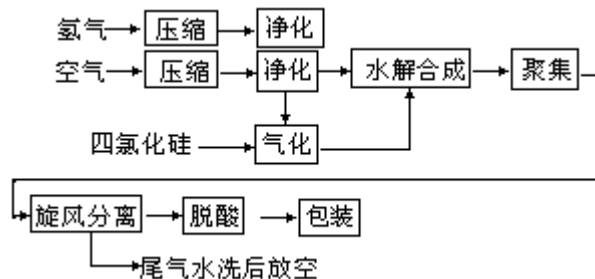 氢气 压缩 净化
空气 压缩 净化 水解合成 聚集
四氯化硅 气化
旋风分离 脱酸 包装
尾气水洗后放空